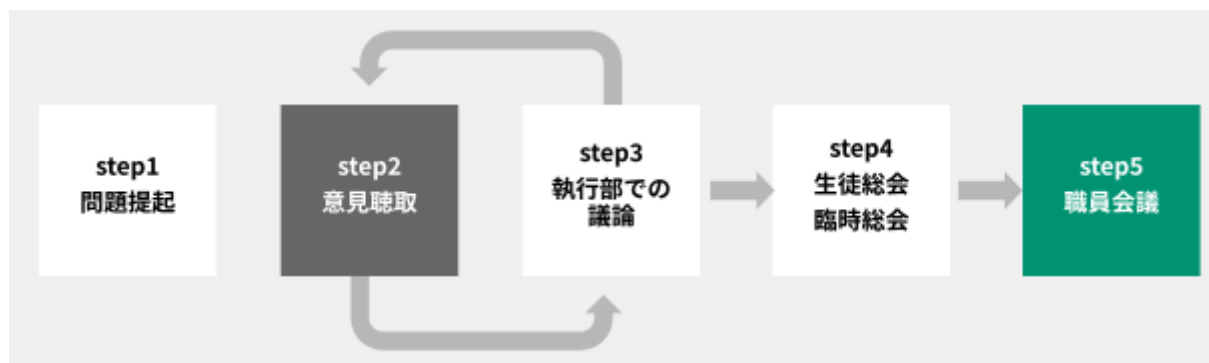 step1
問題提起
step2
意見聴取
step3
執行部での
議論
step4
生徒総会
臨時総会
step5
職員会議